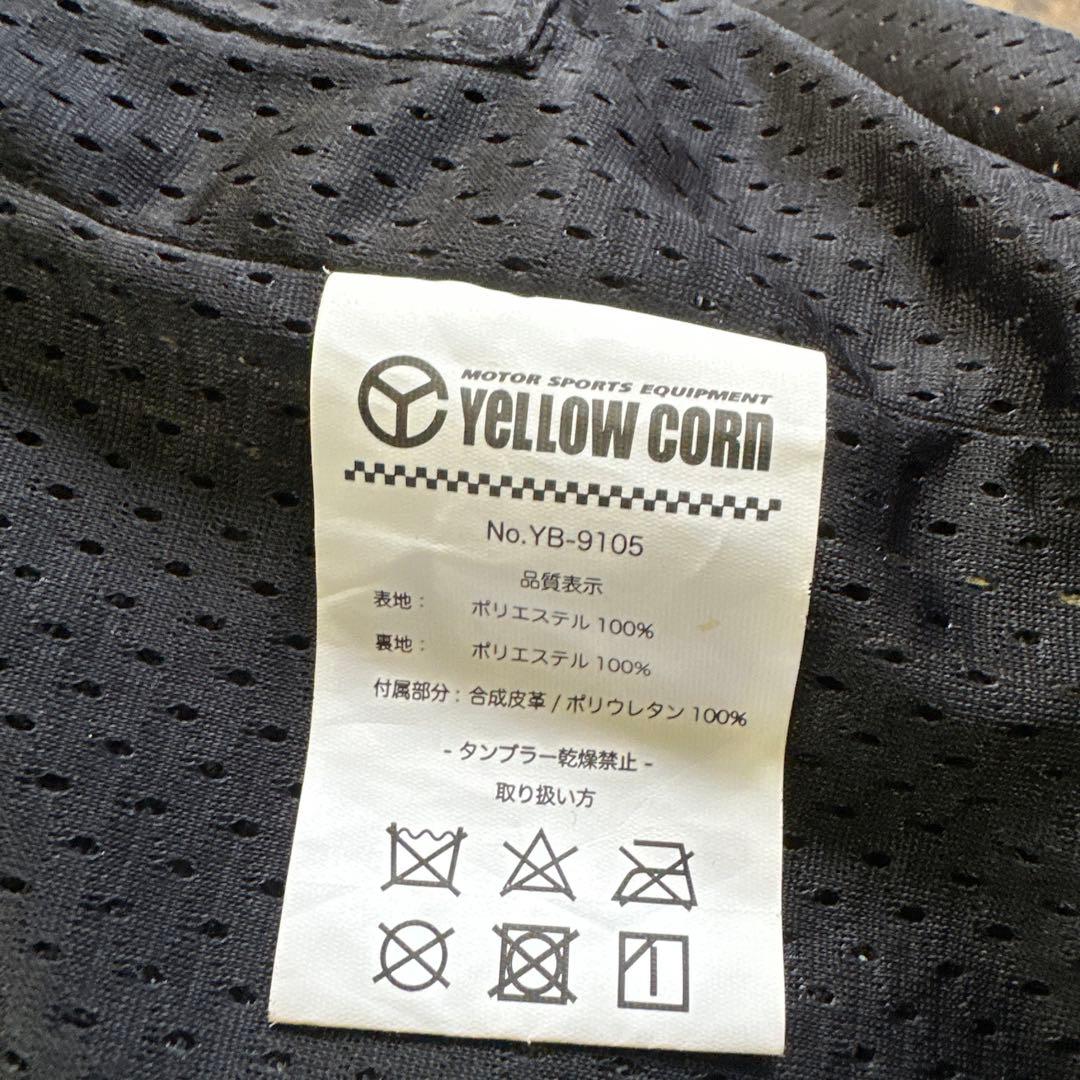 MOTOR SPORTS EQUIPMENT
YeLLOW CORn
No.YB-9105
品質表示
表地： ポリエステル 100%
裏地： ポリエステル 100%
付属部分：合成皮革 / ポリウレタン 100%
- タンブラー乾燥禁止 -
取り扱い方